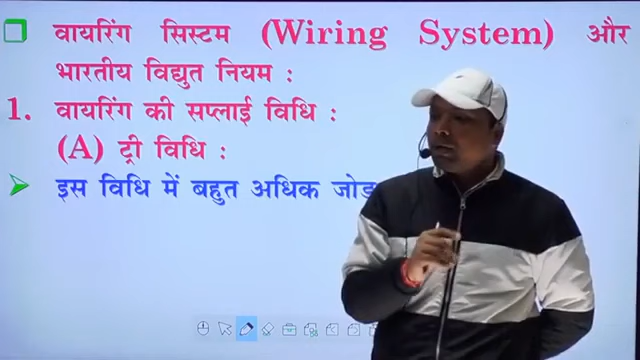 वायरिंग सिस्टम (Wiring System) और
भारतीय विद्युत नियम :
1. वायरिंग की सप्लाई विधि :
(A) ट्री विधि :
इस विधि में बहुत अधिक